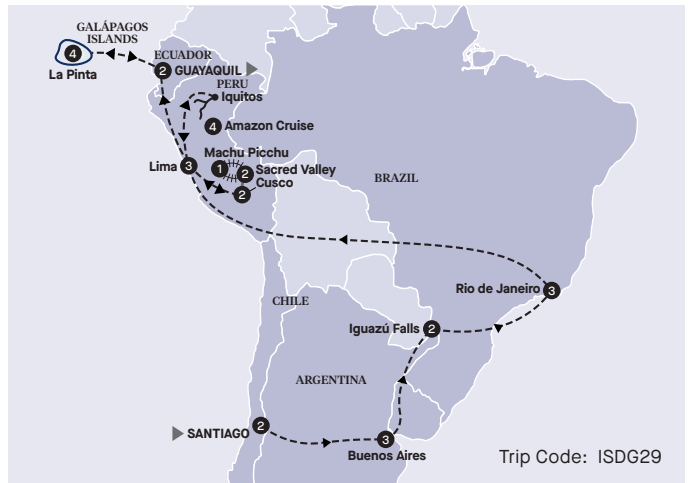 GALÁPAGOS
ISLANDS
4
La Pinta
ECUADOR
2 GUAYAQUIL
PERU
Iquitos
4 Amazon Cruise
Machu Picchu
Lima 3
1
2 Sacred Valley
Cusco
2
BRAZIL
Rio de Janeiro 3
CHILE
Iguazú Falls 2
ARGENTINA
SANTIAGO 2
3
Buenos Aires
Trip Code: ISDG29